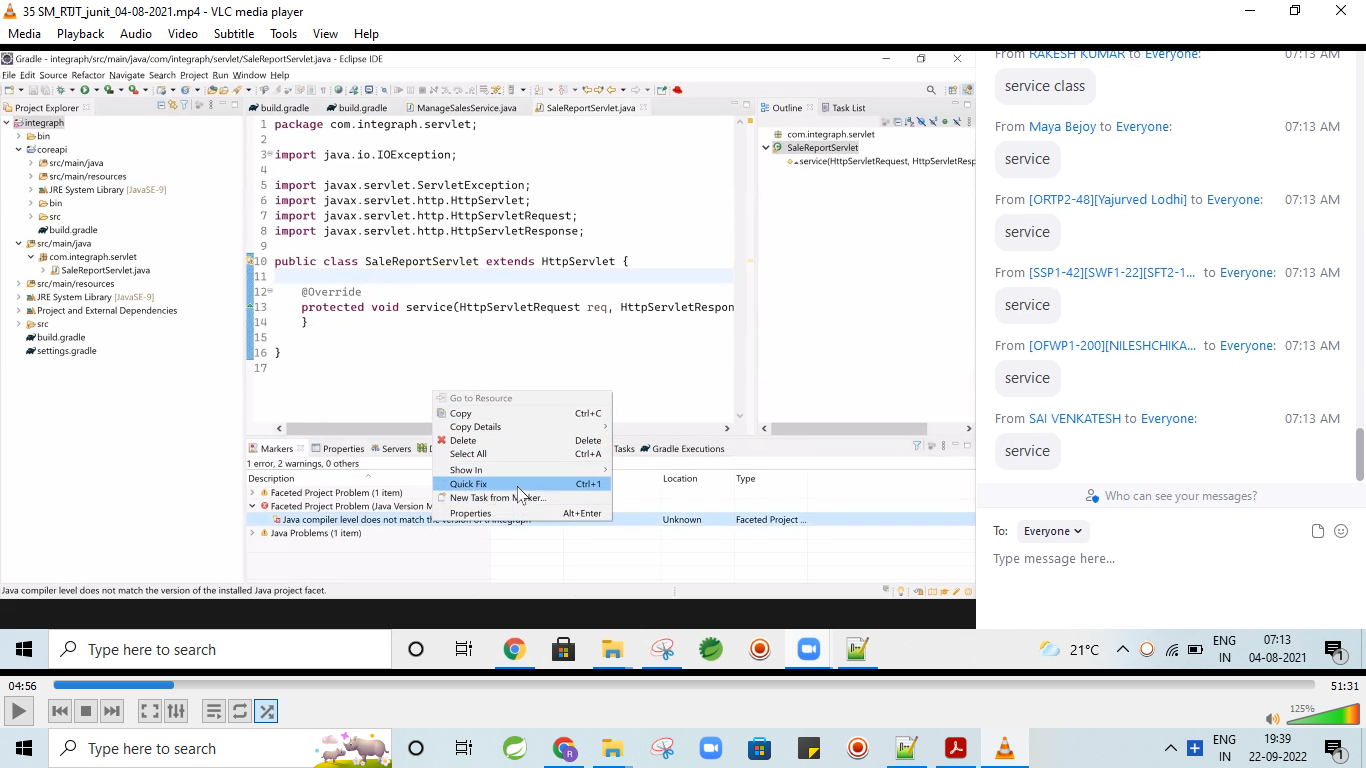 35 SM_RTJT_junit_04-08-2021.mp4 - VLC media player
Media Playback Audio Video Subtitle Tools View Help
Gradle - integraph/src/main/java/com/integraph/servlet/SaleReportServlet.java - Eclipse IDE
File Edit Source Refactor Navigate Search Project Run Window Help
Project Explorer
integraph
bin
coreapi
src/main/java
src/main/resources
JRE System Library [JavaSE-9]
bin
src
build.gradle
src/main/java
com.integraph.servlet
SaleReportServlet.java
src/main/resources
JRE System Library [JavaSE-9]
Project and External Dependencies
src
build.gradle
settings.gradle
build.gradle build.gradle ManageSalesService.java SaleReportServlet.java
1 package com.integraph.servlet;
2
3 import java.io.IOException;
4
5 import javax.servlet.ServletException;
6 import javax.servlet.http.HttpServlet;
7 import javax.servlet.http.HttpServletRequest;
8 import javax.servlet.http.HttpServletResponse;
9
10 public class SaleReportServlet extends HttpServlet {
11
12 @Override
13 protected void service(HttpServletRequest req, HttpServletRespon
14 }
15
16 }
17
Outline Task List
com.integraph.servlet
SaleReportServlet
service(HttpServletRequest, HttpServletResp
Go to Resource
Copy Ctrl+C
Copy Details
Delete Delete
Select All Ctrl+A
Show In
Quick Fix Ctrl+1
New Task from
Properties Alt+Enter
Markers Properties Servers Tasks Gradle Executions
1 error, 2 warnings, 0 others
Description Location Type
Faceted Project Problem (1 item)
Faceted Project Problem (Java Version M
Java compiler level does not match Unknown Faceted Project ...
Java Problems (1 item)
Java compiler level does not match the version of the installed Java project facet.
From RAKESH KUMAR to Everyone: 07:13 AM
service class
From Maya Bejoy to Everyone: 07:13 AM
service
From [ORTP2-48][Yajurved Lodhi] to Everyone: 07:13 AM
service
From [SSP1-42][SWF1-22][SFT2-1... to Everyone: 07:13 AM
service
From [OFWP1-200][NILESHCHIKA... to Everyone: 07:13 AM
service
From SAI VENKATESH to Everyone: 07:13 AM
service
Who can see your messages?
To: Everyone
Type message here...
Type here to search
21°C
ENG
IN
07:13
04-08-2021
1
04:56 51:31
125%
Type here to search
ENG
IN
19:39
22-09-2022
1